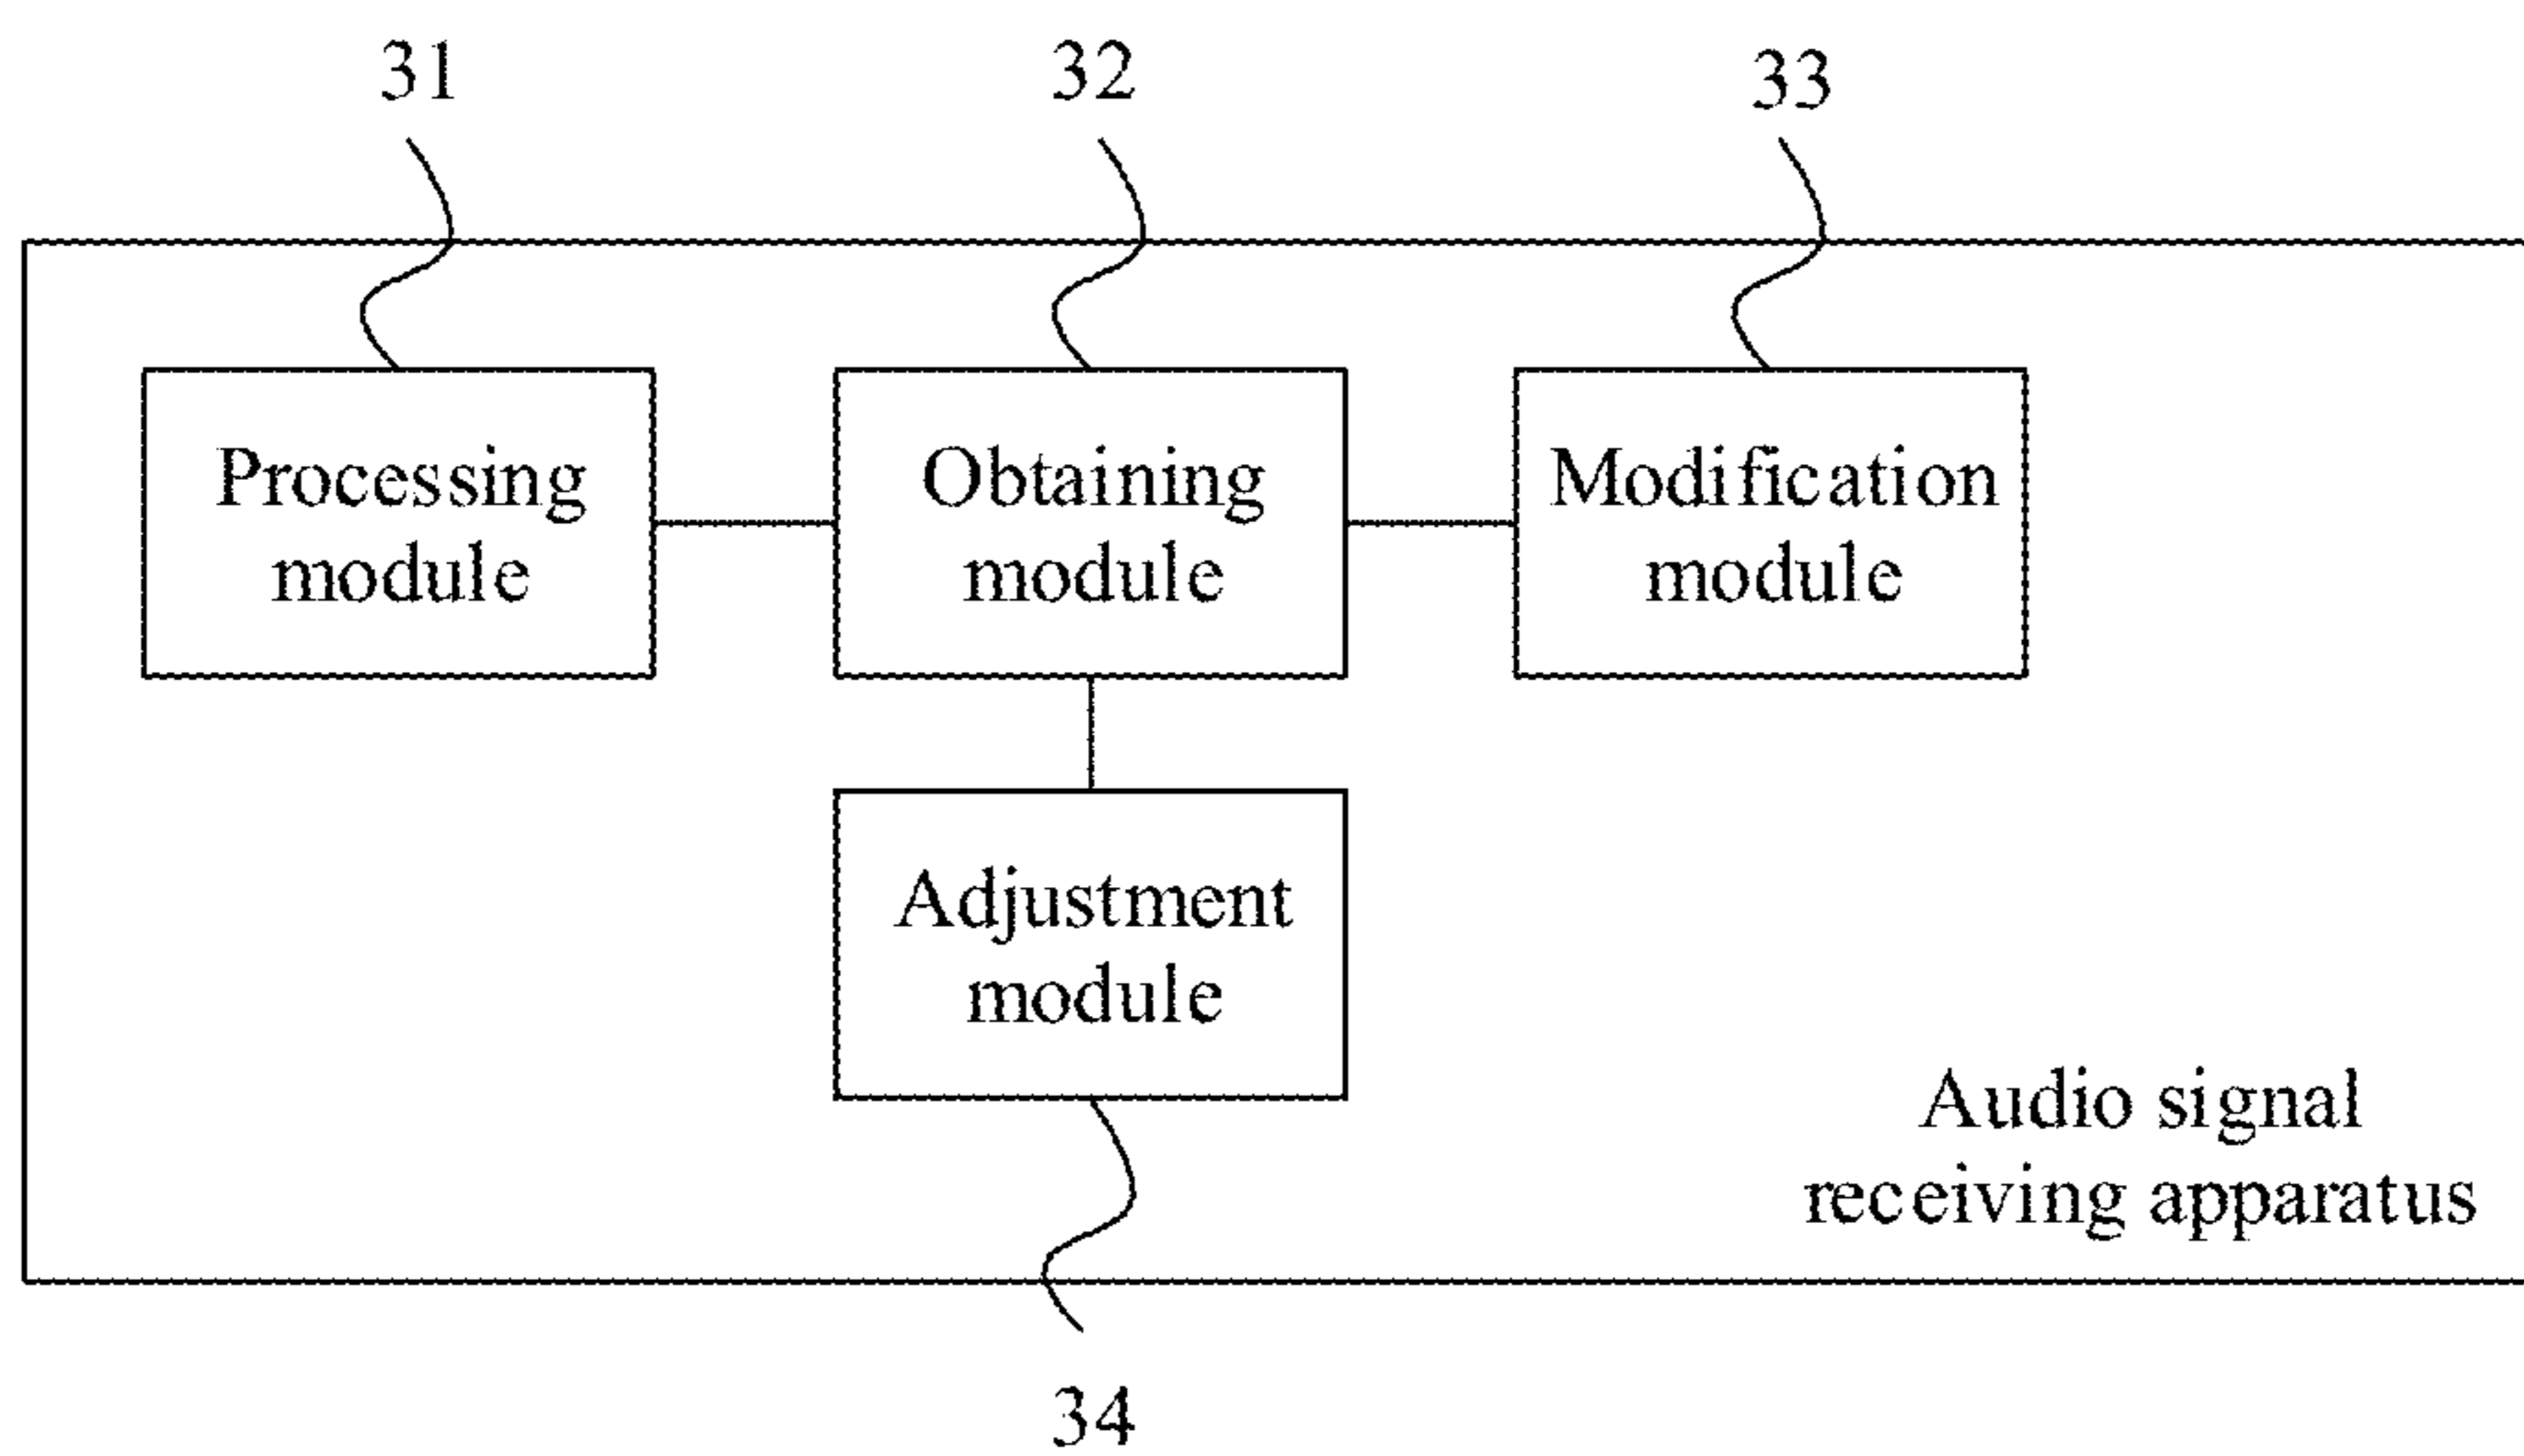 31
32
33
Processing
module
Obtaining
module
Modification
module
Adjustment
module
Audio signal
receiving apparatus
34